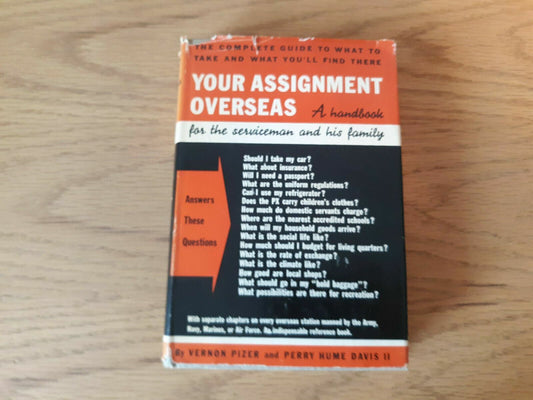 THE COMPLETE GUIDE TO WHAT TO
TAKE AND WHAT YOU'LL FIND THERE
YOUR ASSIGNMENT
OVERSEAS A handbook
for the serviceman and his family
Answers
These
Questions
Should I take my car?
What about insurance?
Will I need a passport?
What are the uniform regulations?
Can I use my refrigerator?
Does the PX carry children's clothes?
How much do domestic servants charge?
Where are the nearest accredited schools?
When will my household goods arrive?
What is the social life like?
How much should I budget for living quarters?
What is the rate of exchange?
What is the climate like?
How good are local shops?
What should go in my "hold baggage"?
What possibilities are there for recreation?
With separate chapters on every overseas station manned by the Army,
Navy, Marines, or Air Force. An indispensable reference book.
By VERNON PIZER and PERRY HUME DAVIS II